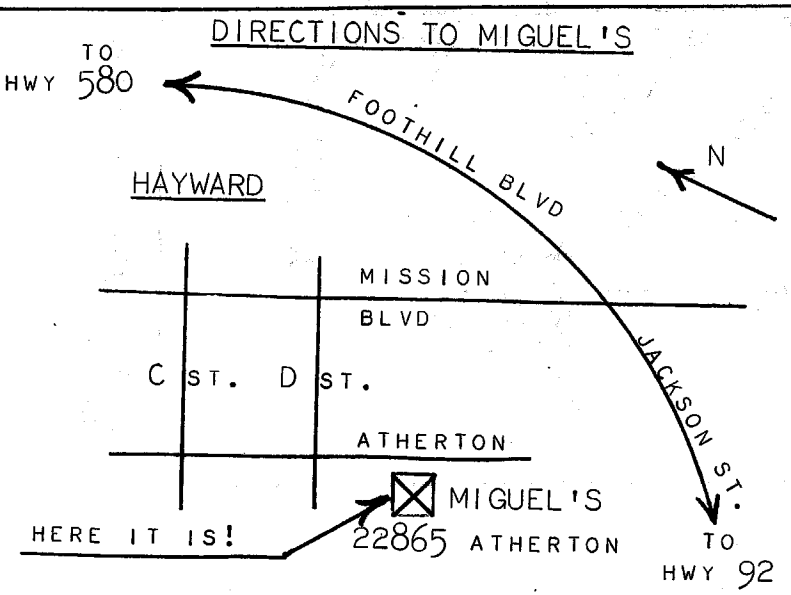 DIRECTIONS TO MIGUEL'S
TO
HWY 580
FOOTHILL BLVD
N
HAYWARD
MISSION
BLVD
JACKSON ST.
C ST. D ST.
ATHERTON
MIGUEL'S
22865 ATHERTON
HERE IT IS!
TO
HWY 92